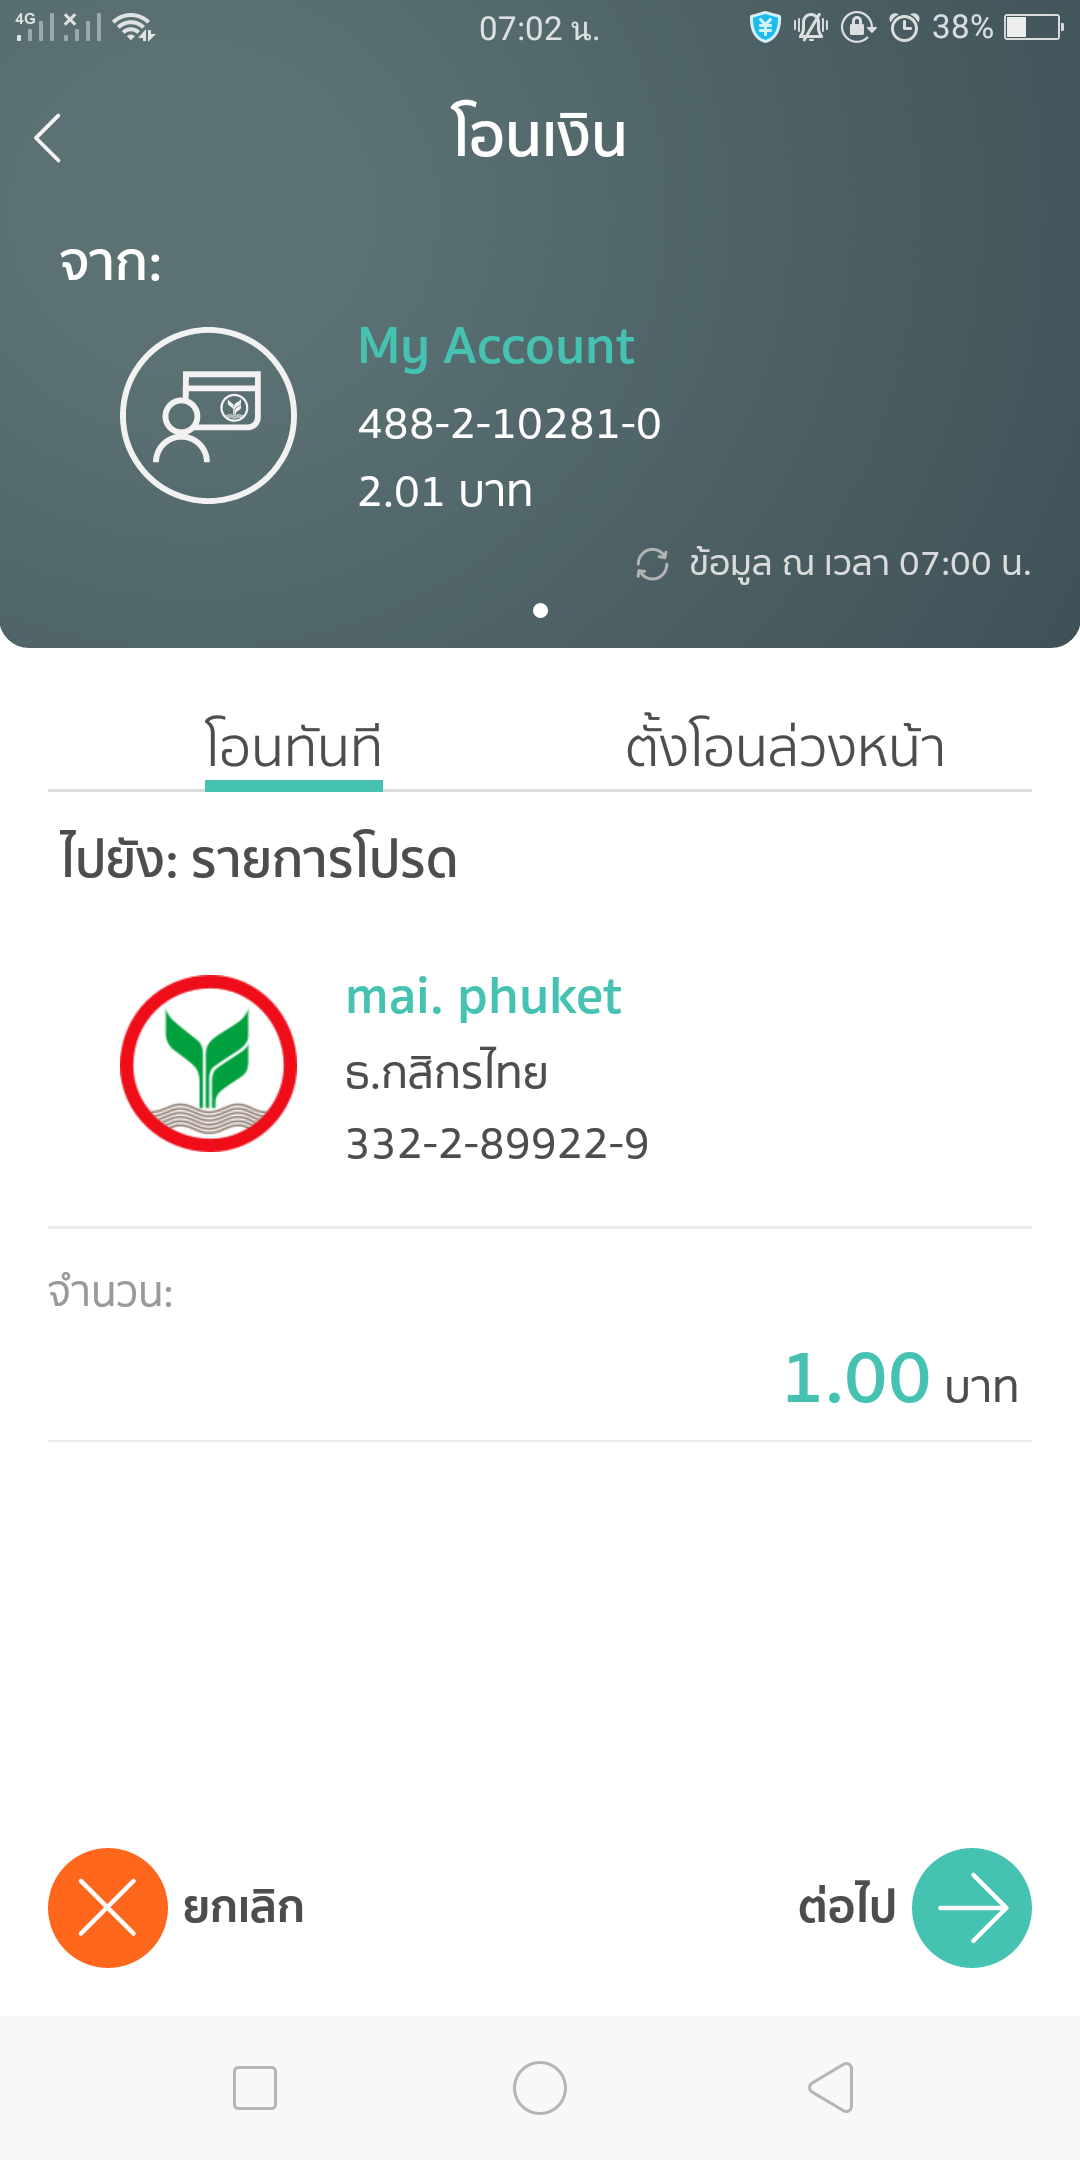 4G
07:02 น.
38%
โอนเงิน
จาก:
My Account
488-2-10281-0
2.01 บาท
ข้อมูล ณ เวลา 07:00 น.
โอนทันที
ตั้งโอนล่วงหน้า
ไปยัง: รายการโปรด
mai. phuket
ธ.กสิกรไทย
332-2-89922-9
จำนวน:
1.00 บาท
ยกเลิก
ต่อไป